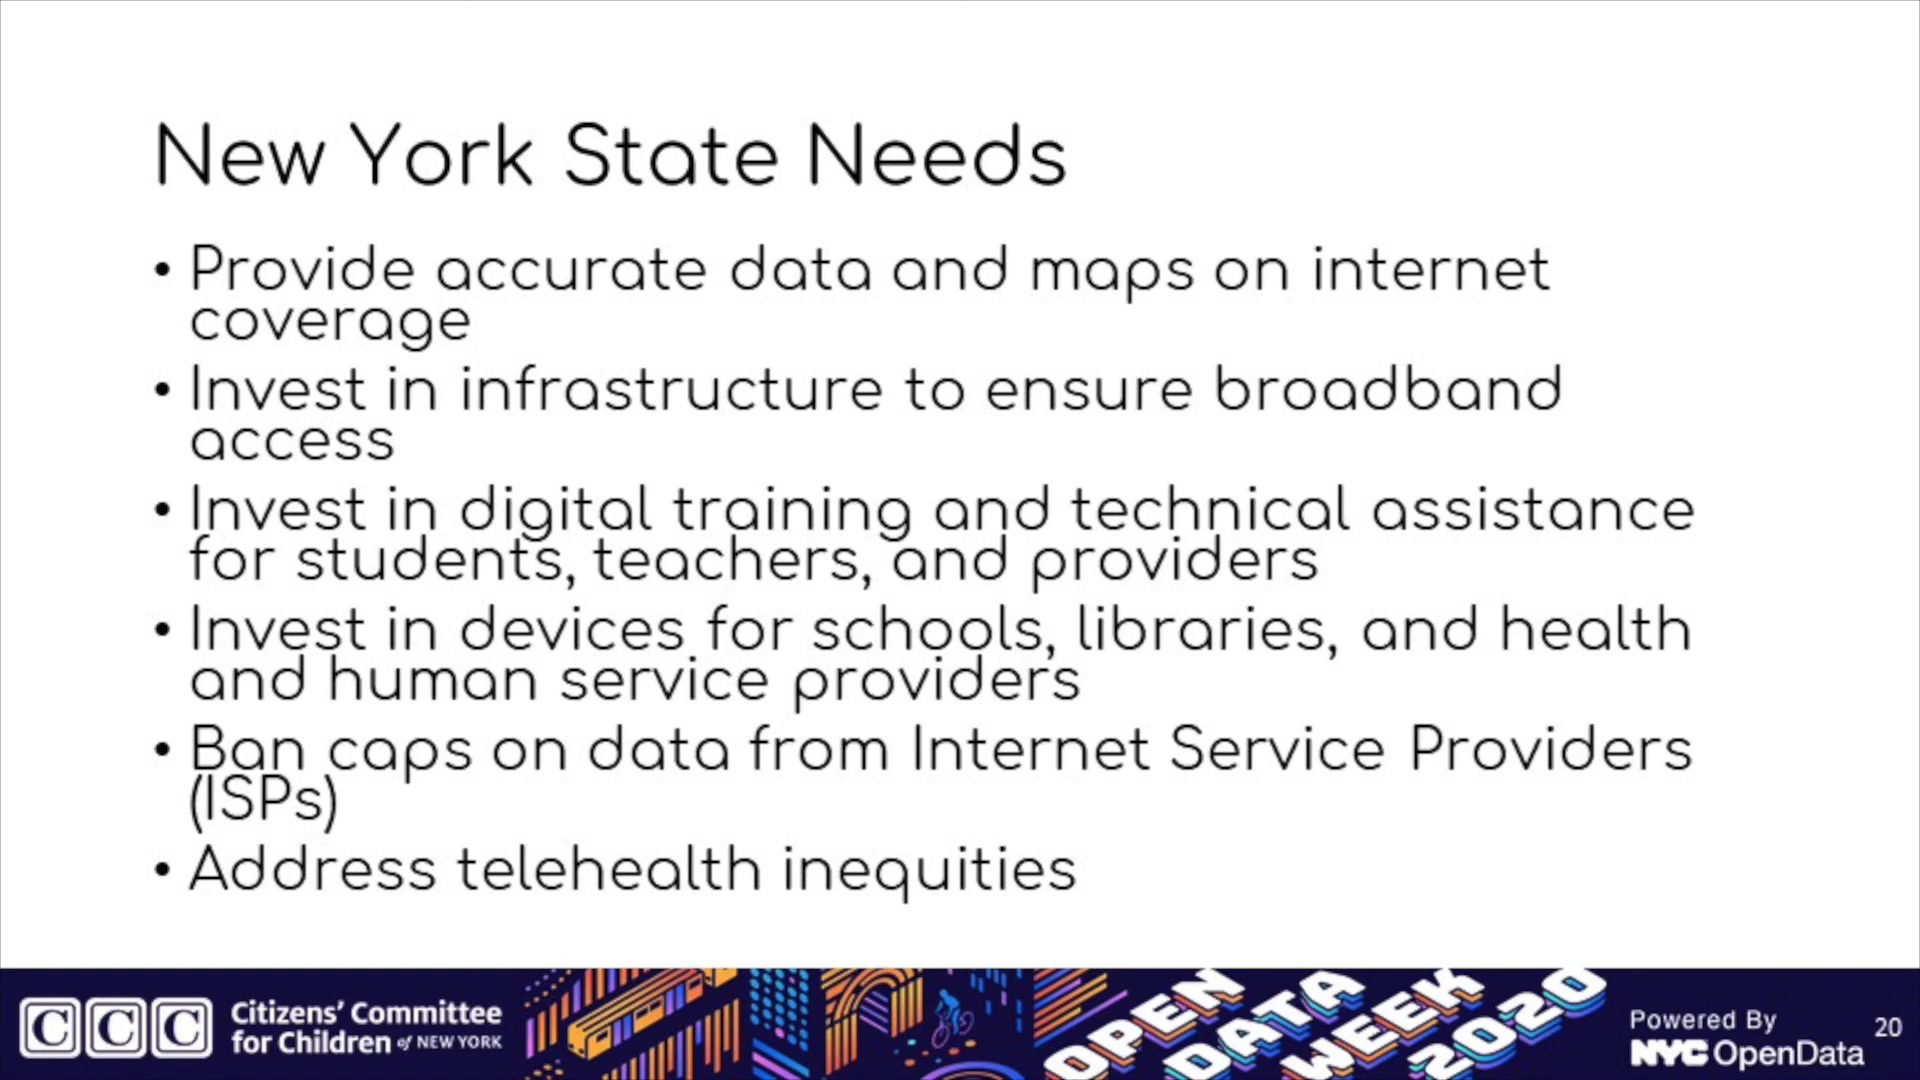 New York State Needs
• Provide accurate data and maps on internet
coverage
• Invest in infrastructure to ensure broadband
access
• Invest in digital training and technical assistance
for students, teachers, and providers
• Invest in devices for schools, libraries, and health
and human service providers
• Ban caps on data from Internet Service Providers
(ISPs)
• Address telehealth inequities
CCC
Citizens' Committee
for Children of NEW YORK
OPEN
DATA
WEEK
2020
Powered By
NYC OpenData
20